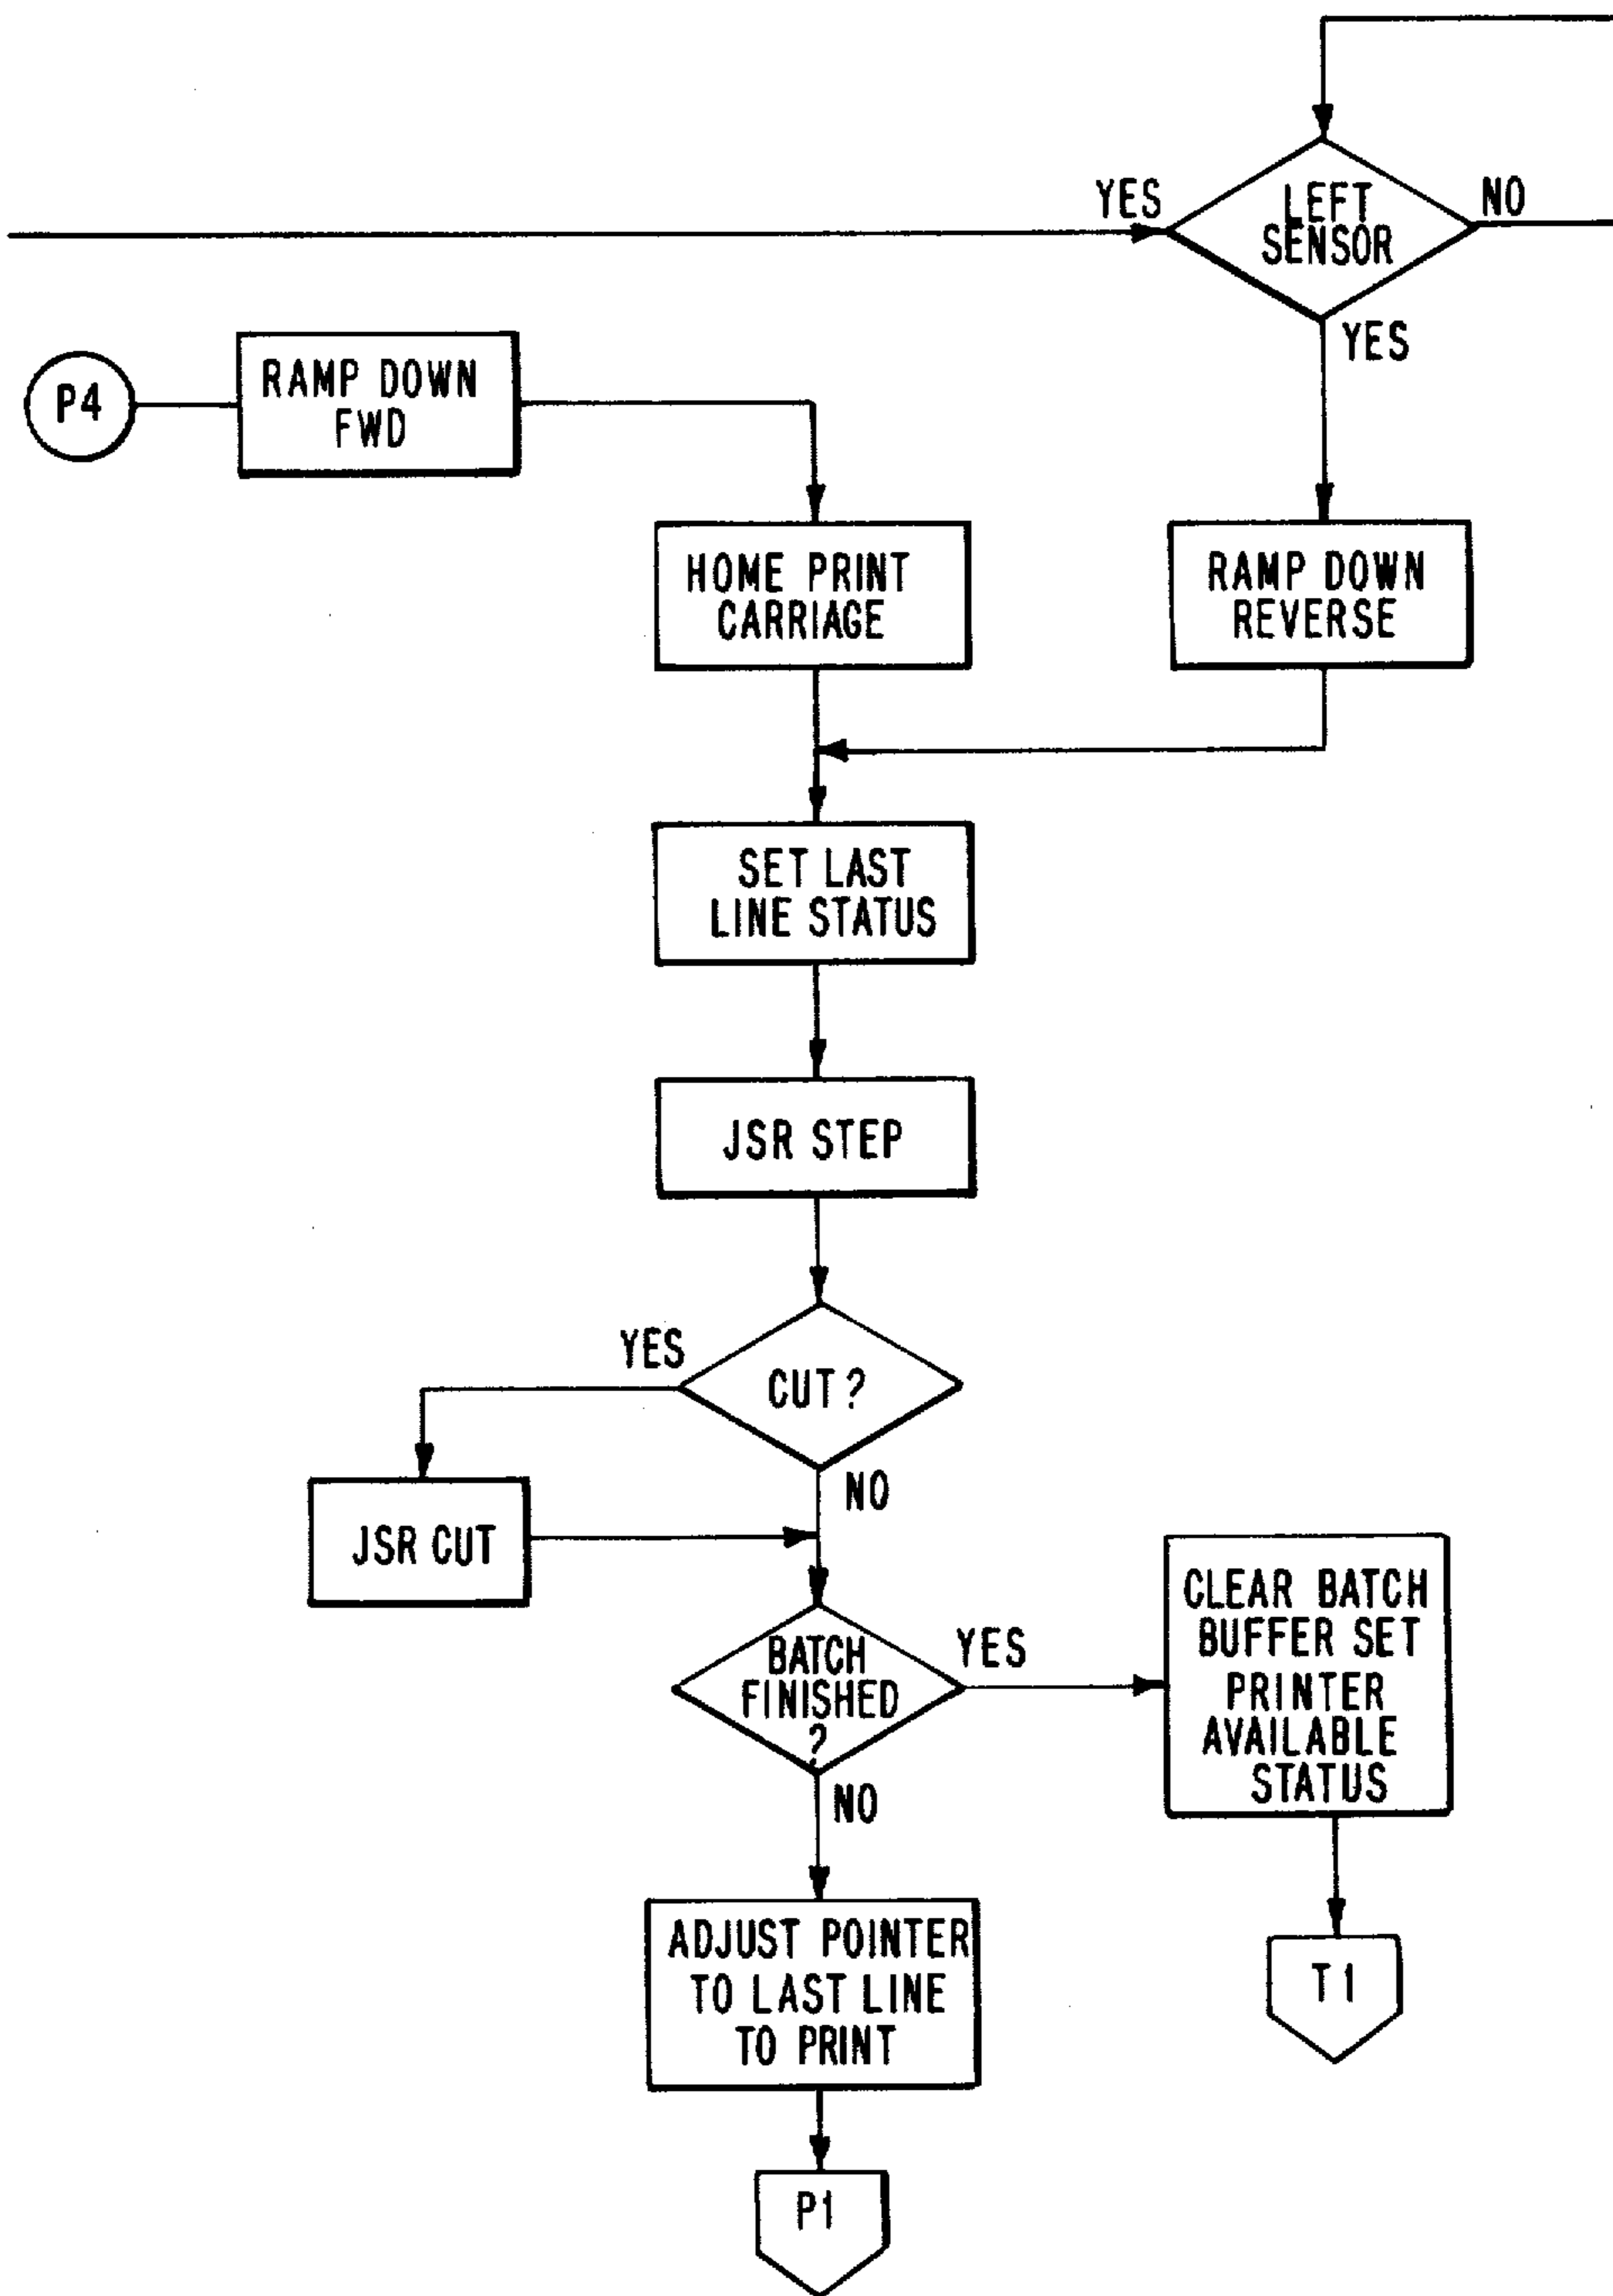 YES
LEFT
SENSOR
NO
YES
P4
RAMP DOWN
FWD
HOME PRINT
CARRIAGE
RAMP DOWN
REVERSE
SET LAST
LINE STATUS
JSR STEP
YES
CUT?
NO
JSR CUT
BATCH
FINISHED
?
YES
CLEAR BATCH
BUFFER SET
PRINTER
AVAILABLE
STATUS
NO
ADJUST POINTER
TO LAST LINE
TO PRINT
T1
P1